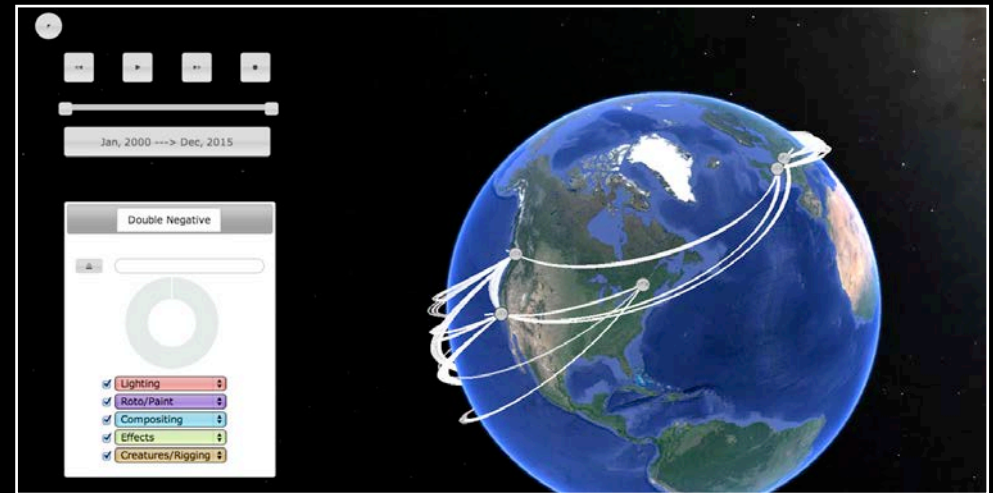 Jan, 2000 ---> Dec, 2015
Double Negative
Lighting
Roto/Paint
Compositing
Effects
Creatures/Rigging